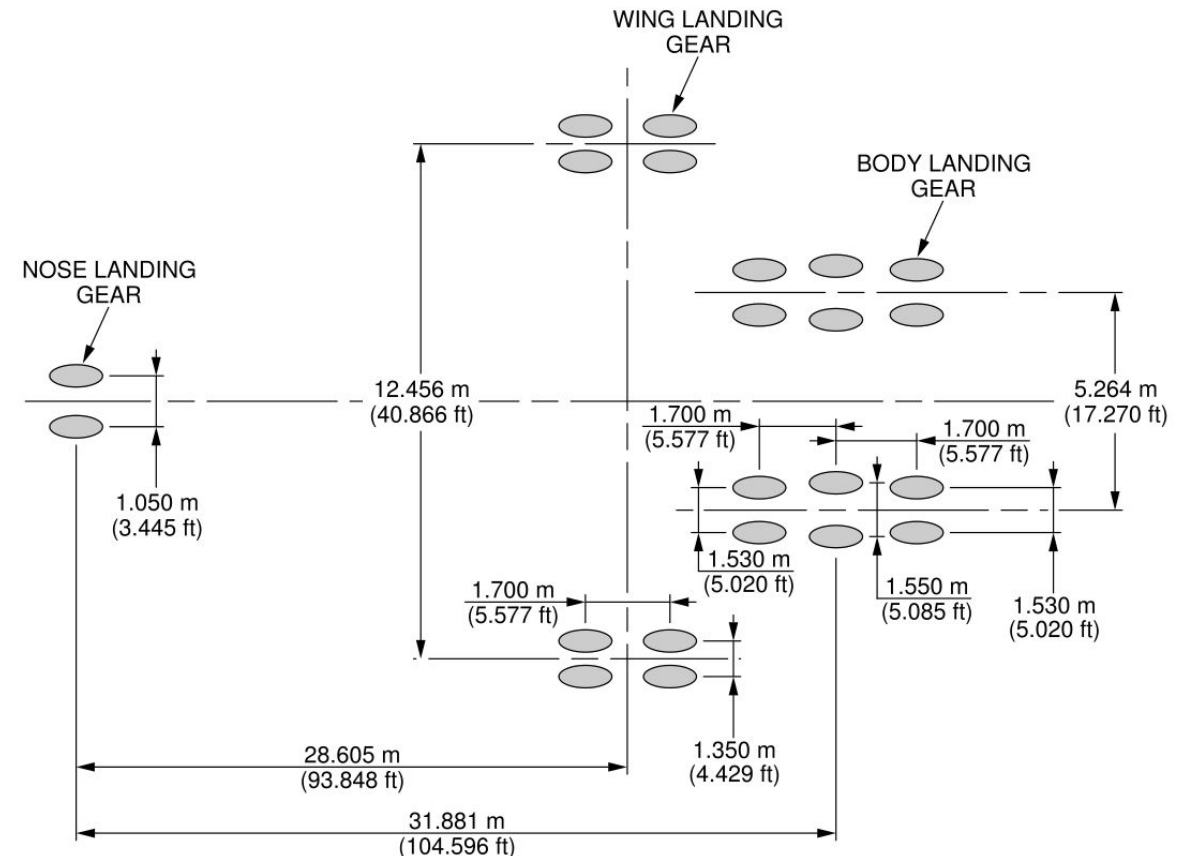 WING LANDING
GEAR
BODY LANDING
GEAR
NOSE LANDING
GEAR
12.456 m
(40.866 ft)
5.264 m
(17.270 ft)
1.700 m
(5.577 ft)
1.700 m
(5.577 ft)
1.050 m
(3.445 ft)
1.530 m
(5.020 ft)
1.550 m
(5.085 ft)
1.530 m
(5.020 ft)
1.700 m
(5.577 ft)
1.350 m
(4.429 ft)
28.605 m
(93.848 ft)
31.881 m
(104.596 ft)